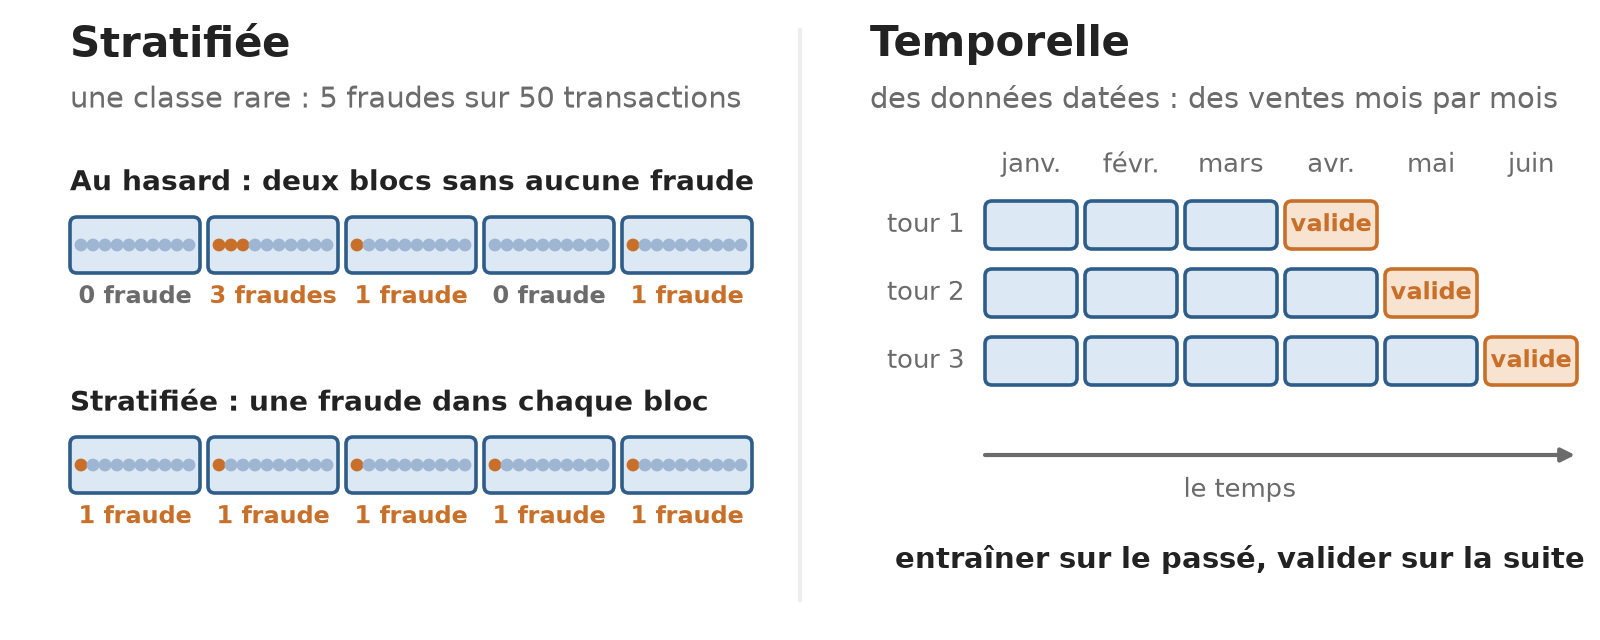 Stratifiée
une classe rare : 5 fraudes sur 50 transactions
Au hasard : deux blocs sans aucune fraude
0 fraude 3 fraudes 1 fraude 0 fraude 1 fraude
Stratifiée : une fraude dans chaque bloc
1 fraude 1 fraude 1 fraude 1 fraude 1 fraude
Temporelle
des données datées : des ventes mois par mois
janv. févr. mars avr. mai juin
tour 1 valide
tour 2 valide
tour 3 valide
le temps
entraîner sur le passé, valider sur la suite